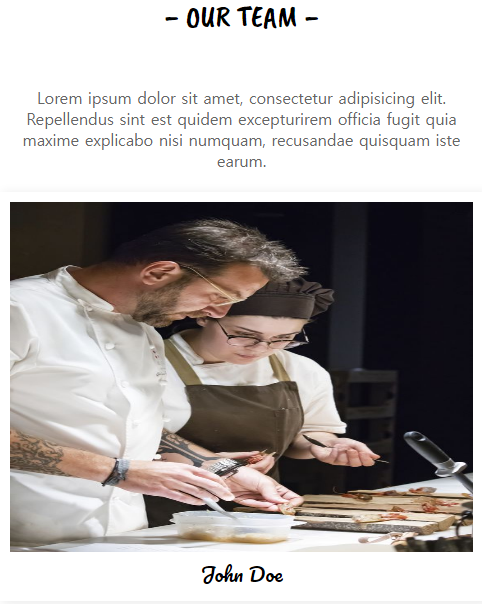 - OUR TEAM -
Lorem ipsum dolor sit amet, consectetur adipisicing elit.
Repellendus sint est quidem excepturirem officia fugit quia
maxime explicabo nisi numquam, recusandae quisquam iste
earum.
John Doe